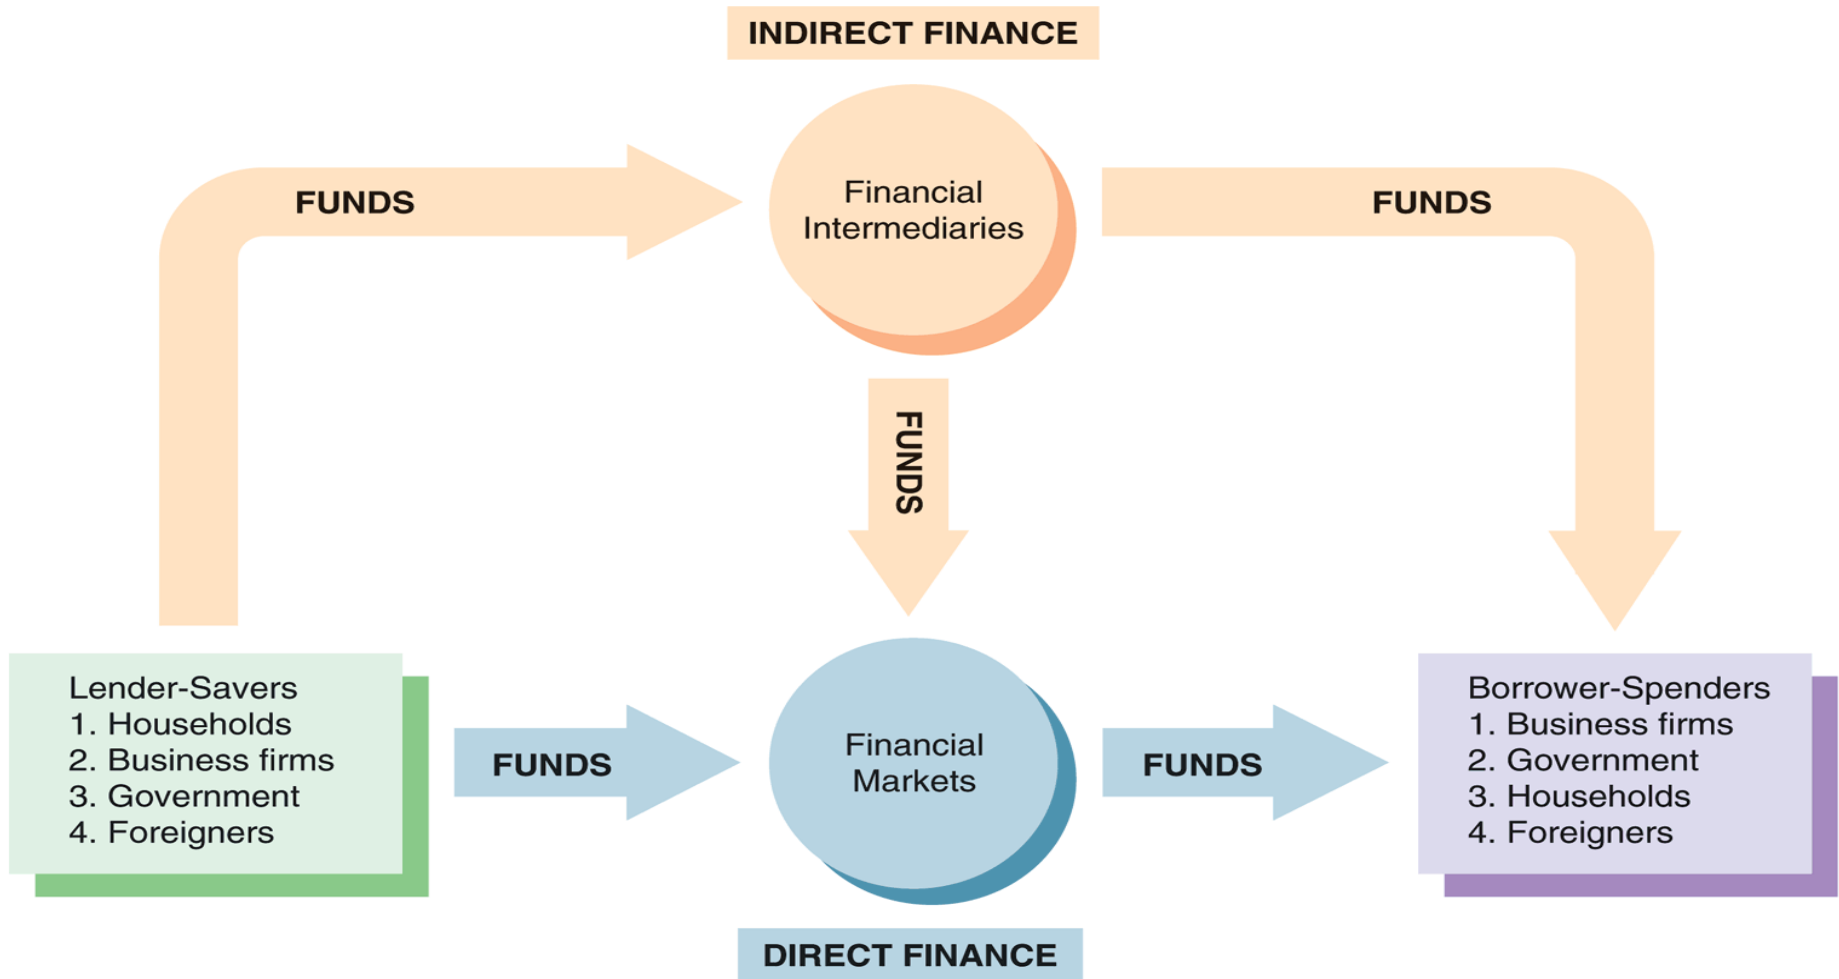 INDIRECT FINANCE
FUNDS
Financial
Intermediaries
FUNDS
FUNDS
Lender-Savers
1. Households
2. Business firms
3. Government
4. Foreigners
FUNDS
Financial
Markets
FUNDS
Borrower-Spenders
1. Business firms
2. Government
3. Households
4. Foreigners
DIRECT FINANCE